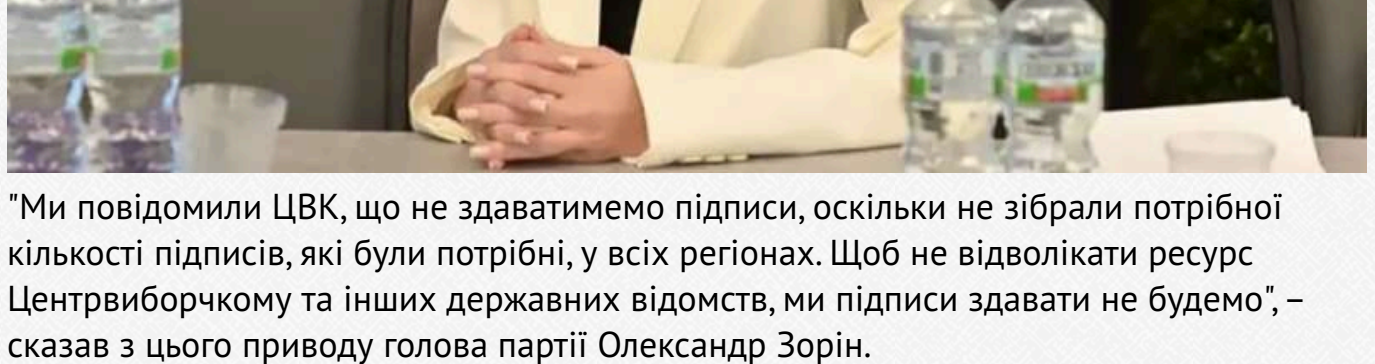 "Ми повідомили ЦВК, що не здаватимемо підписи, оскільки не зібрали потрібної
кількості підписів, які були потрібні, у всіх регіонах. Щоб не відволікати ресурс
Центрвиборчкому та інших державних відомств, ми підписи здавати не будемо", –
сказав з цього приводу голова партії Олександр Зорін.